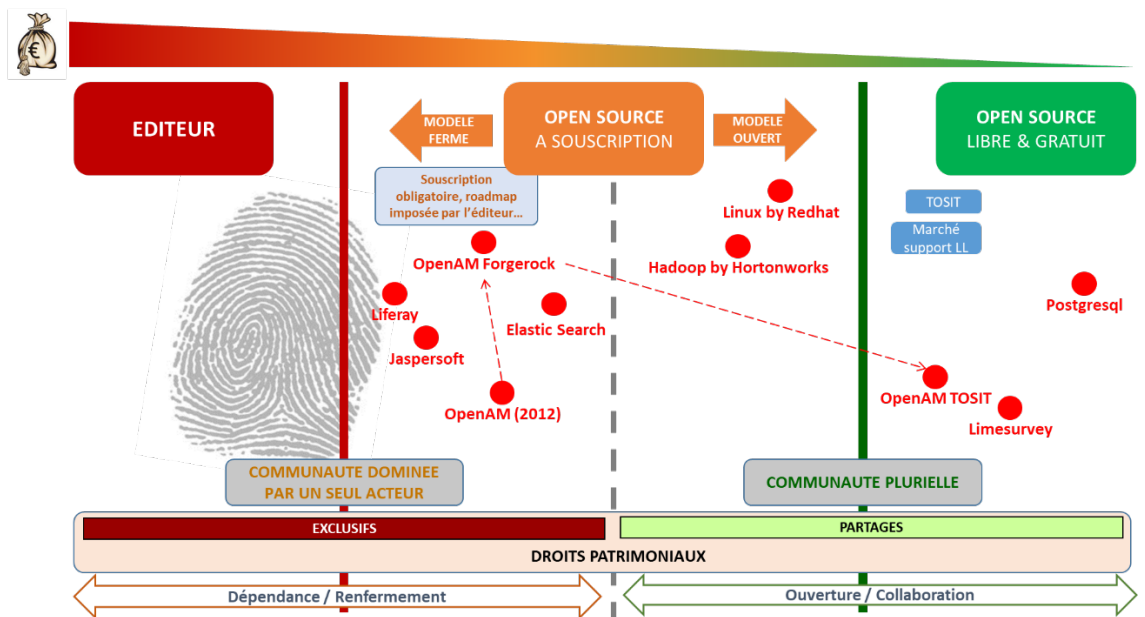 €
EDITEUR
MODELE
FERME
OPEN SOURCE
A SOUSCRIPTION
MODELE
OUVERT
OPEN SOURCE
LIBRE & GRATUIT
Souscription
obligatoire, roadmap
imposée par l'éditeur...
TOSIT
Linux by Redhat
Marché
support LL
OpenAM Forgerock
Hadoop by Hortonworks
Liferay
Postgresql
Elastic Search
Jaspersoft
OpenAM (2012)
OpenAM TOSIT
Limesurvey
COMMUNAUTE DOMINEE
PAR UN SEUL ACTEUR
COMMUNAUTE PLURIELLE
EXCLUSIFS
PARTAGES
DROITS PATRIMONIAUX
Dépendance / Renfermement
Ouverture / Collaboration